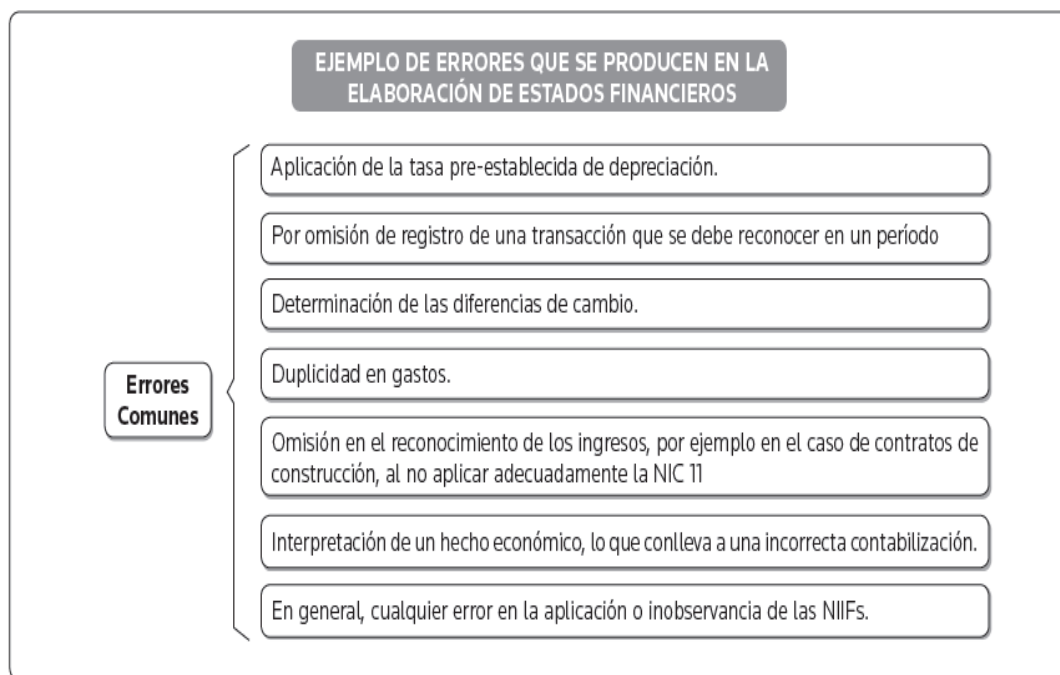 EJEMPLO DE ERRORES QUE SE PRODUCEN EN LA
ELABORACIÓN DE ESTADOS FINANCIEROS
Errores
Comunes
Aplicación de la tasa pre-establecida de depreciación.
Por omisión de registro de una transacción que se debe reconocer en un período
Determinación de las diferencias de cambio.
Duplicidad en gastos.
Omisión en el reconocimiento de los ingresos, por ejemplo en el caso de contratos de
construcción, al no aplicar adecuadamente la NIC 11
Interpretación de un hecho económico, lo que conlleva a una incorrecta contabilización.
En general, cualquier error en la aplicación o inobservancia de las NIIFs.